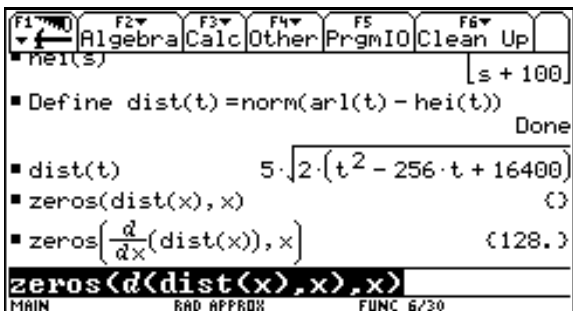 F1 F2▼ F3▼ F4▼ F5 F6▼
Algebra Calc Other PrgmIO Clean Up
▪ hei(s) [s + 100]
▪ Define dist(t)=norm(arl(t) - hei(t))
Done
▪ dist(t) 5·√(2·(t² - 256·t + 16400))
▪ zeros(dist(x), x) {}
▪ zeros(d/dx(dist(x)), x) {128.}
zeros(d(dist(x),x),x)
MAIN RAD APPROX FUNC 6/30